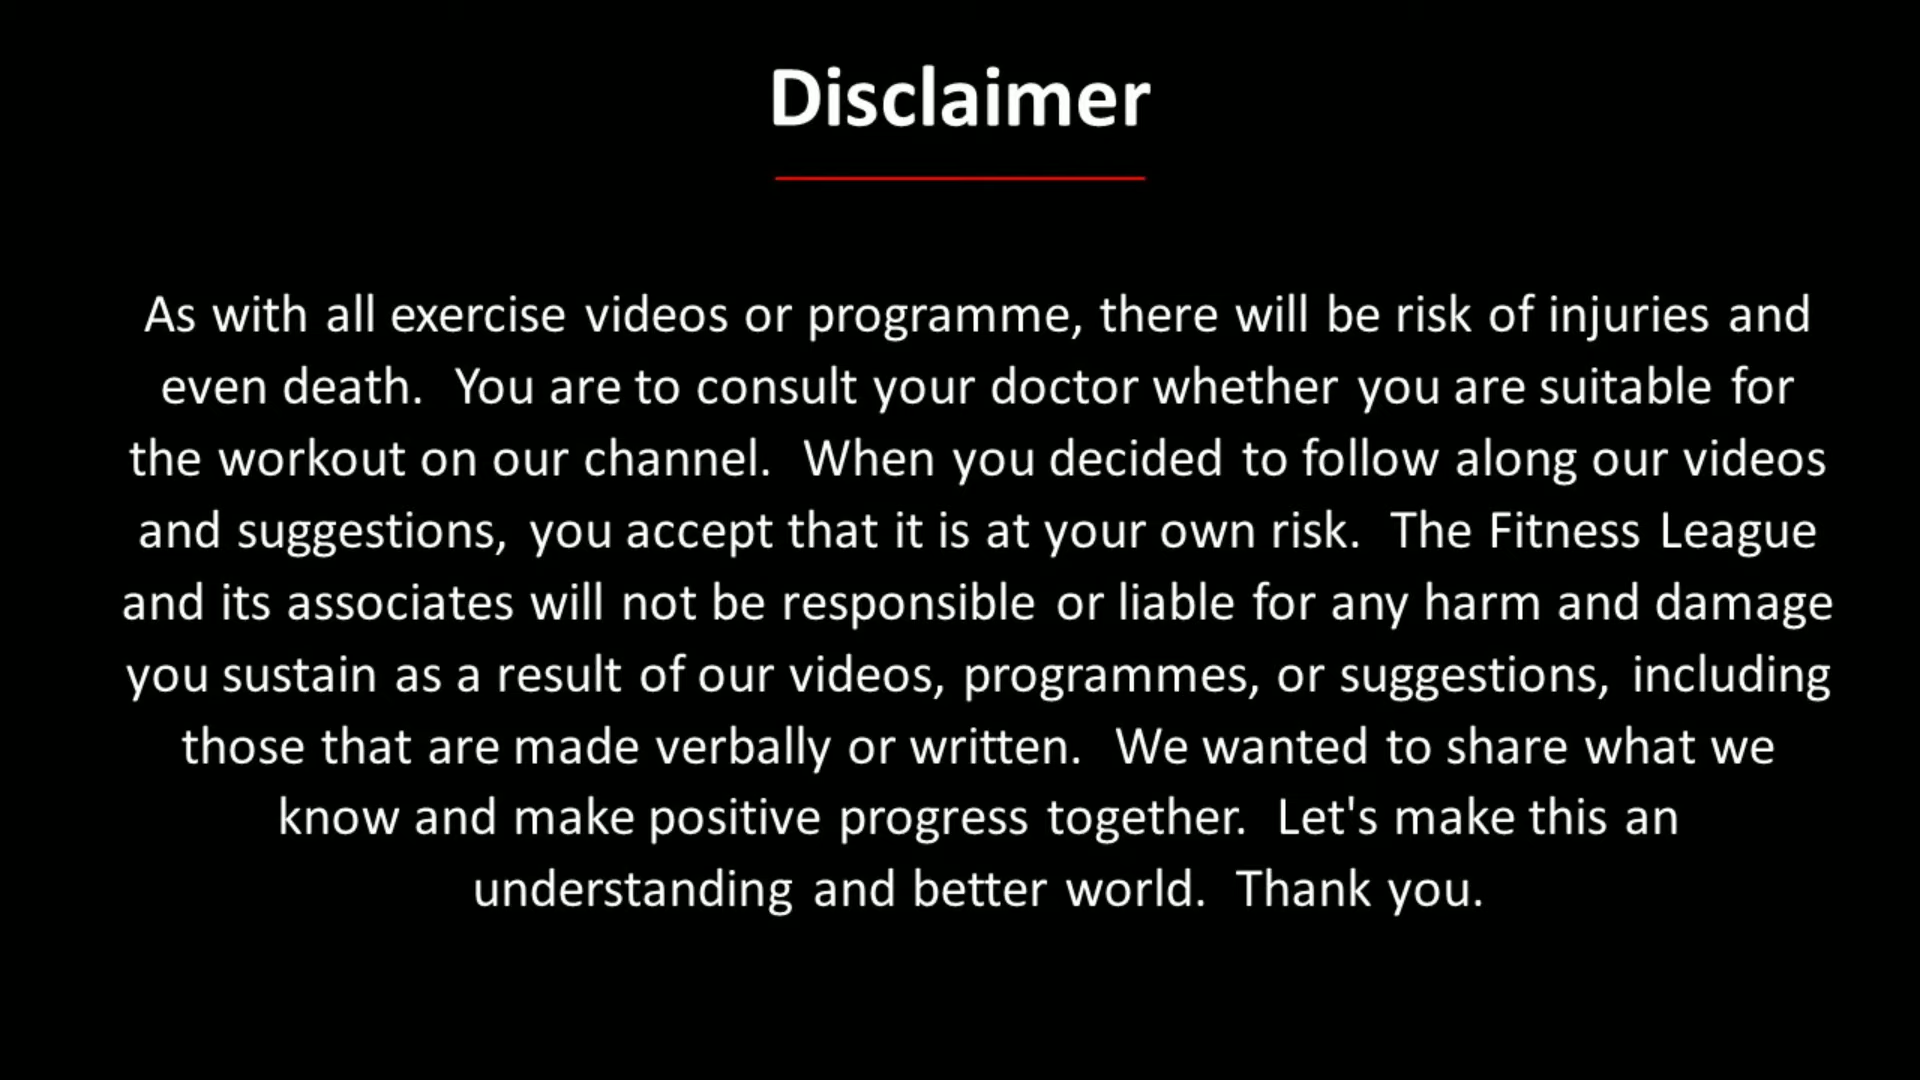 Disclaimer
As with all exercise videos or programme, there will be risk of injuries and
even death.  You are to consult your doctor whether you are suitable for
the workout on our channel.  When you decided to follow along our videos
and suggestions, you accept that it is at your own risk.  The Fitness League
and its associates will not be responsible or liable for any harm and damage
you sustain as a result of our videos, programmes, or suggestions, including
those that are made verbally or written.  We wanted to share what we
know and make positive progress together.  Let's make this an
understanding and better world.  Thank you.